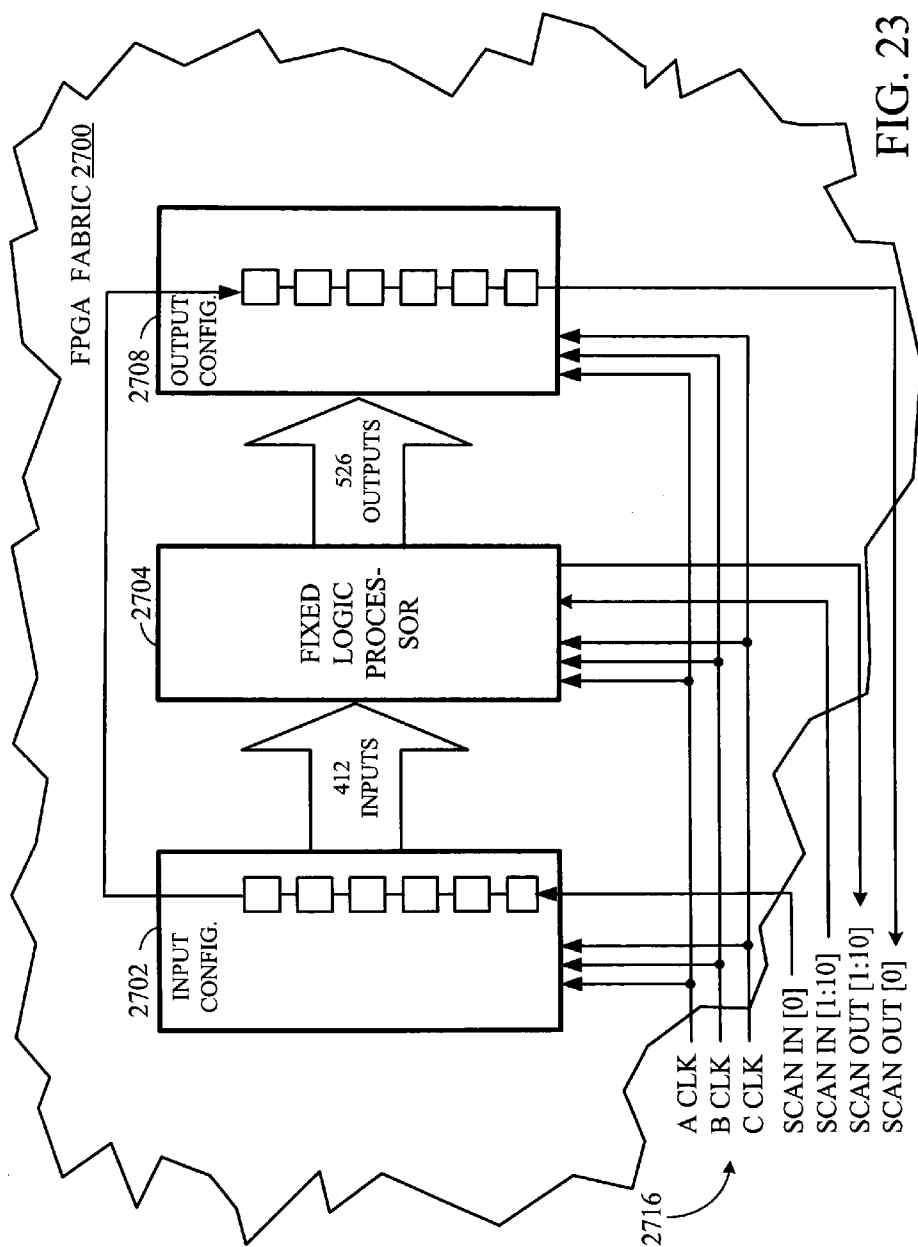 FPGA FABRIC 2700
2702
INPUT
CONFIG.
412
INPUTS
2704
FIXED
LOGIC
PROCES-
SOR
526
OUTPUTS
2708
OUTPUT
CONFIG.
2716
A CLK
B CLK
C CLK
SCAN IN [0]
SCAN IN [1:10]
SCAN OUT [1:10]
SCAN OUT [0]
FIG. 23